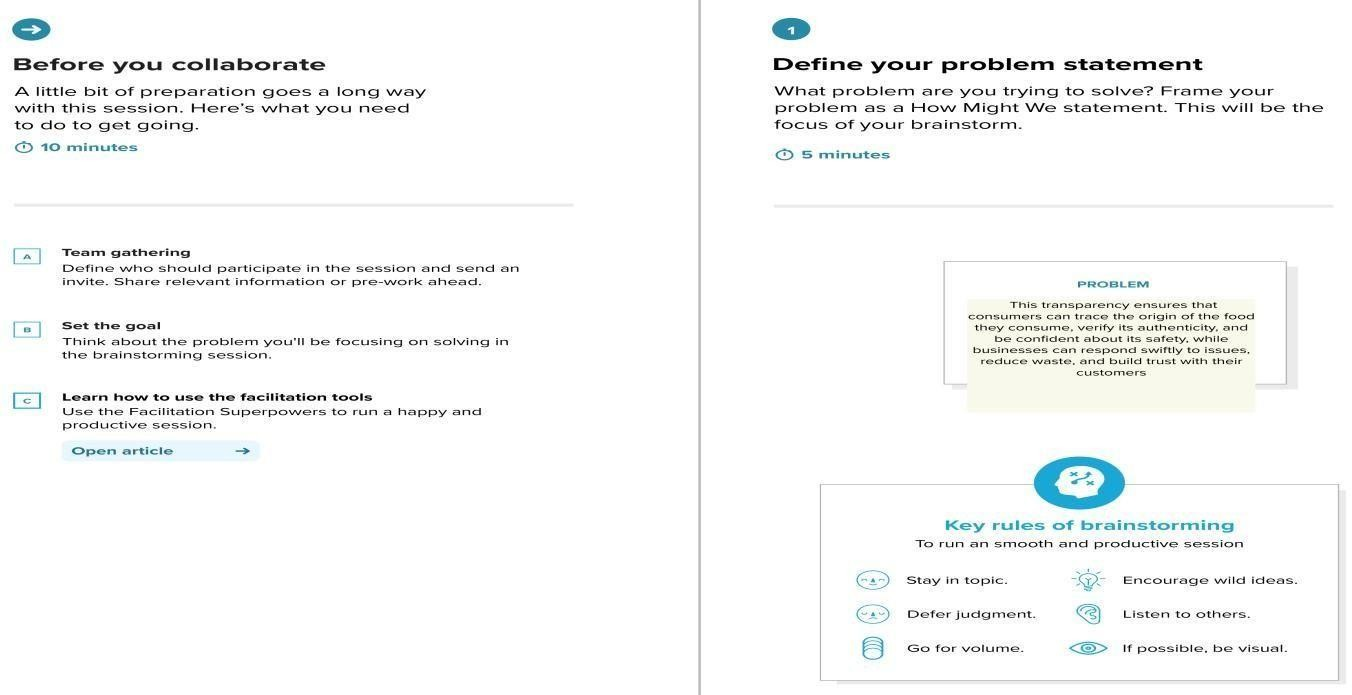 Before you collaborate
A little bit of preparation goes a long way
with this session. Here's what you need
to do to get going.
10 minutes
A
Team gathering
Define who should participate in the session and send an
invite. Share relevant information or pre-work ahead.
B
Set the goal
Think about the problem you'll be focusing on solving in
the brainstorming session.
C
Learn how to use the facilitation tools
Use the Facilitation Superpowers to run a happy and
productive session.
Open article
1
Define your problem statement
What problem are you trying to solve? Frame your
problem as a How Might We statement. This will be the
focus of your brainstorm.
5 minutes
PROBLEM
This transparency ensures that
consumers can trace the origin of the food
they consume, verify its authenticity, and
be confident about its safety, while
businesses can respond swiftly to issues,
reduce waste, and build trust with their
customers
Key rules of brainstorming
To run an smooth and productive session
Stay in topic.
Encourage wild ideas.
Defer judgment.
Listen to others.
Go for volume.
If possible, be visual.